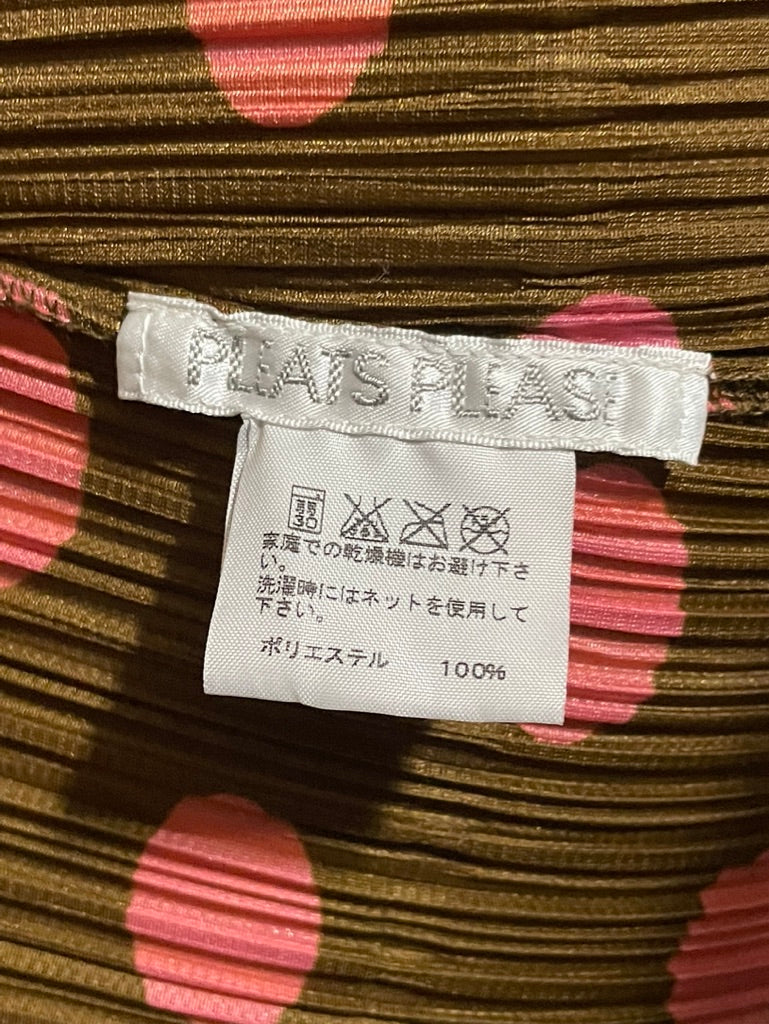 PLEATS PLEASE
弱
30
家庭での乾燥機はお避け下さ
い。
洗濯時にはネットを使用して
下さい。
ポリエステル 100%